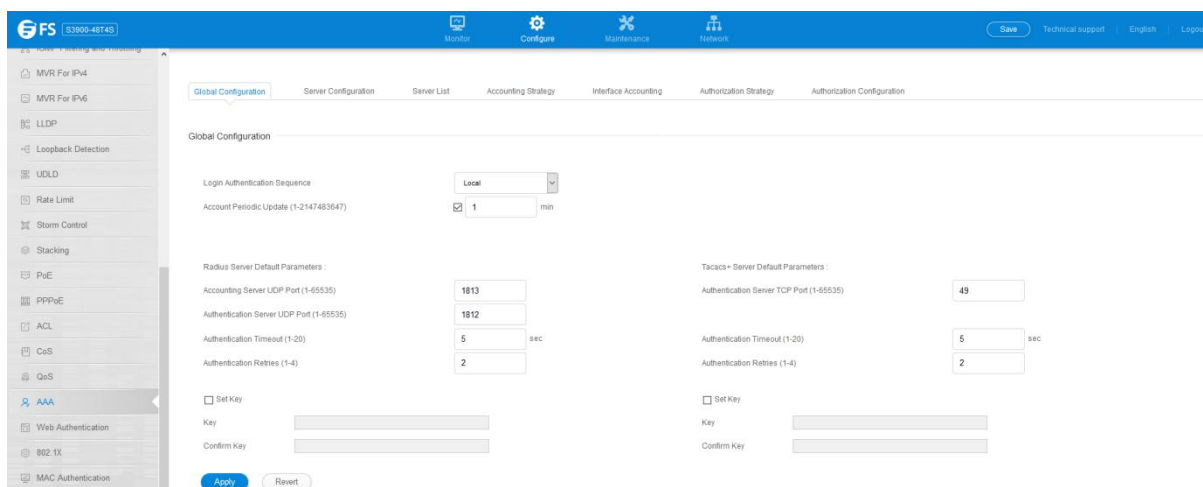 FS S3900-48T4S
Monitor Configure Maintenance Network
Save Technical support English Logou
MVR For IPv4
MVR For IPv6
LLDP
Loopback Detection
UDLD
Rate Limit
Storm Control
Stacking
PoE
PPPoE
ACL
CoS
QoS
AAA
Web Authentication
802.1X
MAC Authentication
Global Configuration Server Configuration Server List Accounting Strategy Interface Accounting Authorization Strategy Authorization Configuration
Global Configuration
Login Authentication Sequence Local
Account Periodic Update (1-2147483647) 1 min
Radius Server Default Parameters : Tacacs+ Server Default Parameters :
Accounting Server UDP Port (1-65535) 1813 Authentication Server TCP Port (1-65535) 49
Authentication Server UDP Port (1-65535) 1812
Authentication Timeout (1-20) 5 sec Authentication Timeout (1-20) 5 sec
Authentication Retries (1-4) 2 Authentication Retries (1-4) 2
Set Key Set Key
Key Key
Confirm Key Confirm Key
Apply Revert